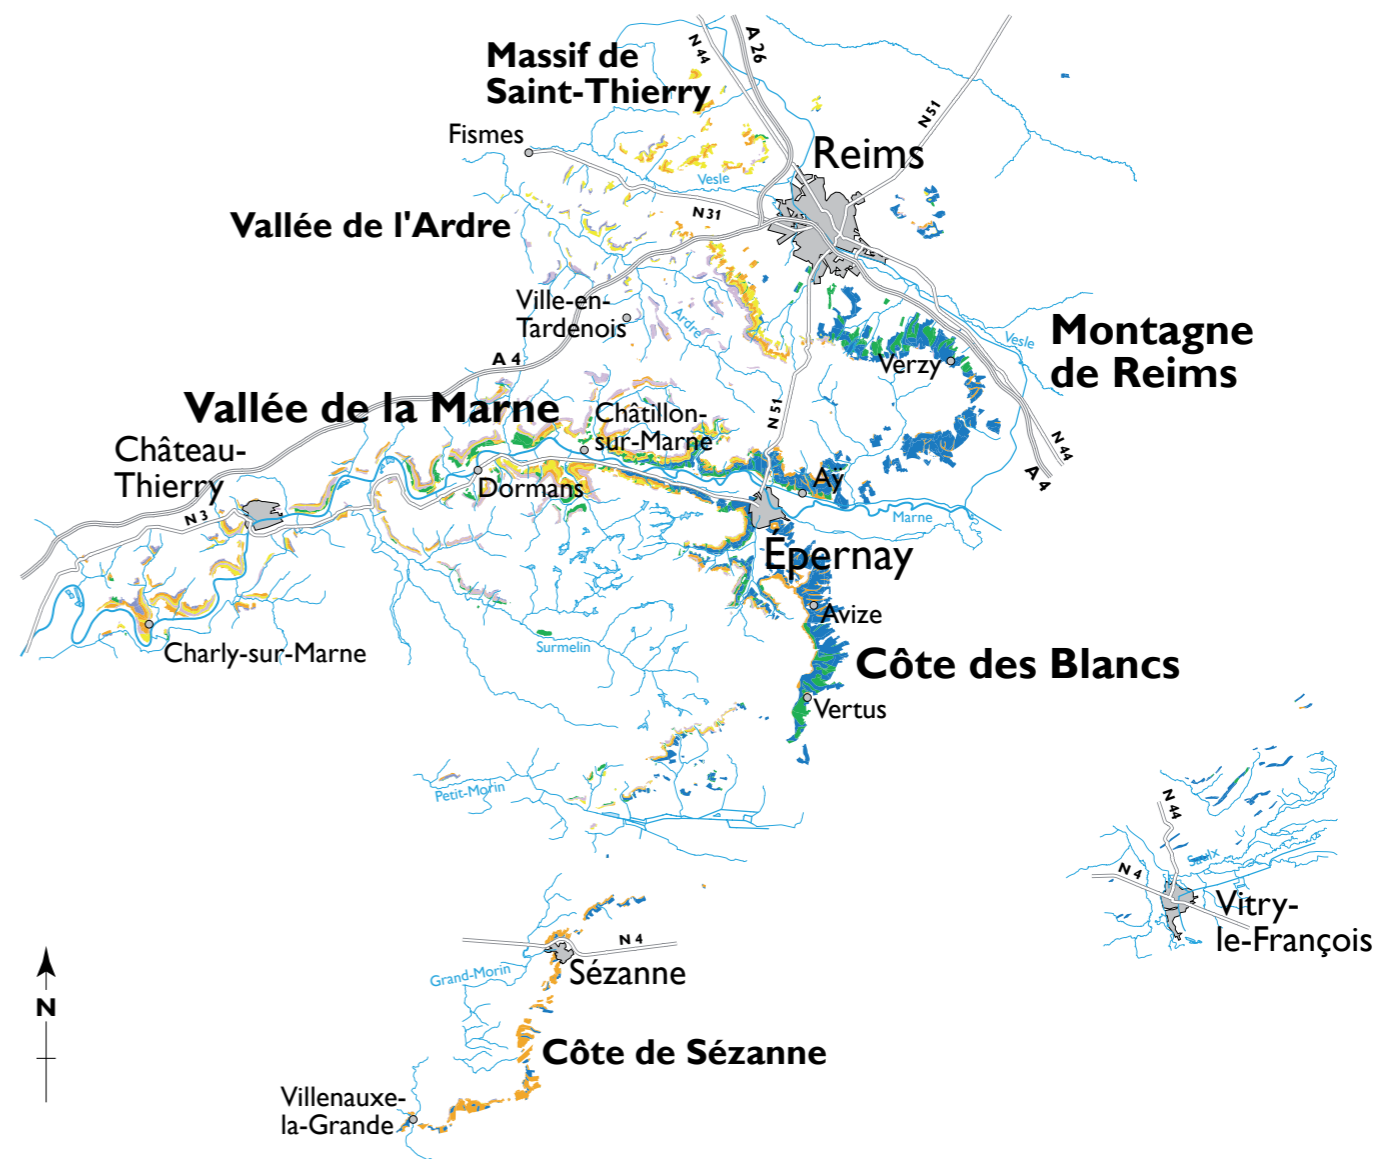 N 44
A 26
Massif de
Saint-Thierry
Fismes
N 51
Reims
Vesle
N 31
Vallée de l'Ardre
Ville-en-
Tardenois
Ardre
Vesle
Montagne
de Reims
Verzy
A 4
Vallée de la Marne
Châtillon-
sur-Marne
N 51
Château-
Thierry
N 44
A 4
Dormans
Aÿ
N 3
Marne
Épernay
Avize
Charly-sur-Marne
Surmelin
Côte des Blancs
Vertus
Petit-Morin
N 44
Saulx
N 4
Vitry-
le-François
N 4
Sézanne
Grand-Morin
N
Côte de Sézanne
Villenauxe-
la-Grande